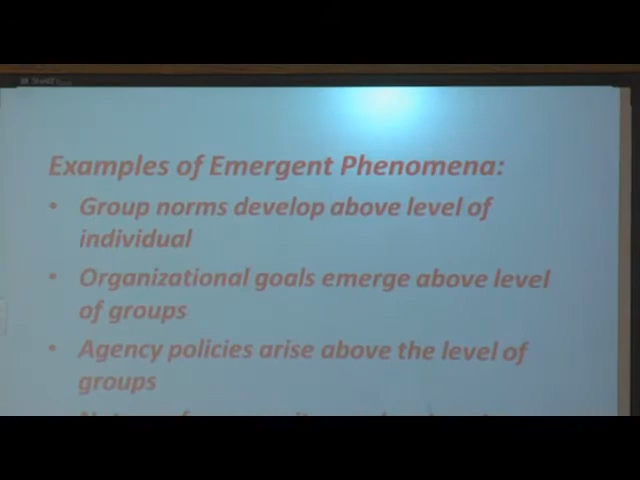 SMART
Examples of Emergent Phenomena:
• Group norms develop above level of
individual
• Organizational goals emerge above level
of groups
• Agency policies arise above the level of
groups